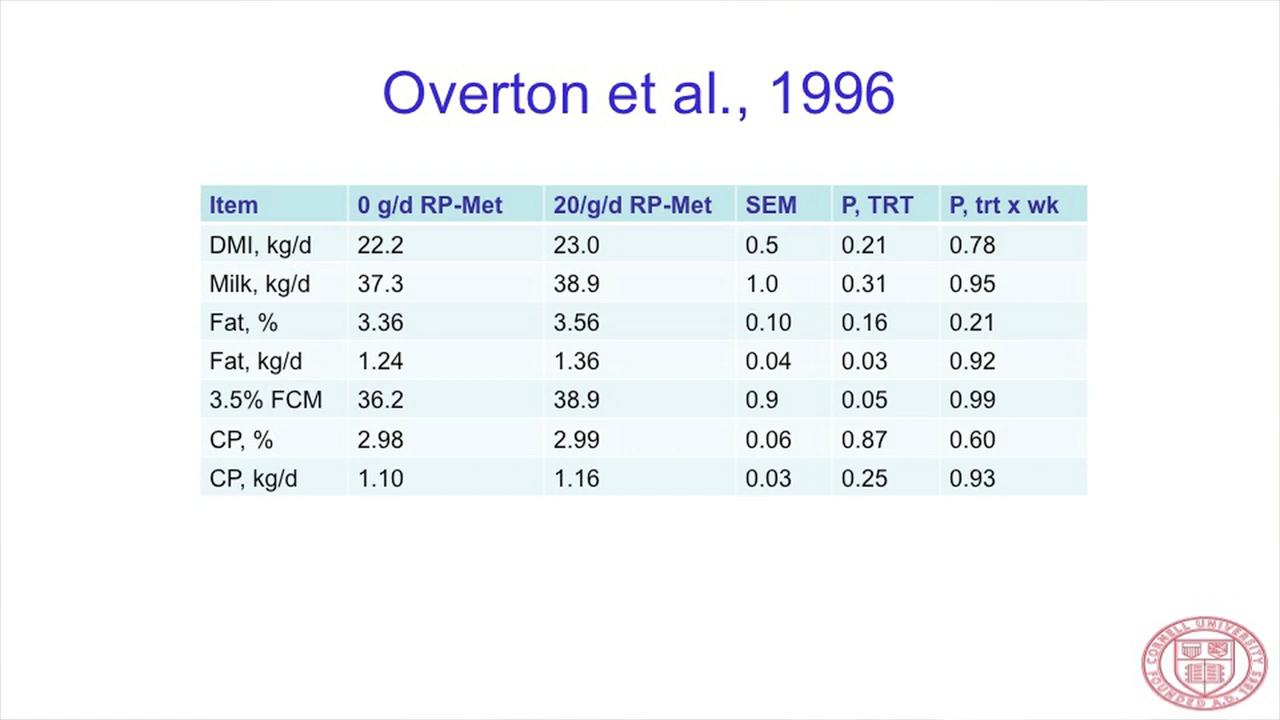 Overton et al., 1996
Item 0 g/d RP-Met 20/g/d RP-Met SEM P, TRT P, trt x wk
DMI, kg/d 22.2 23.0 0.5 0.21 0.78
Milk, kg/d 37.3 38.9 1.0 0.31 0.95
Fat, % 3.36 3.56 0.10 0.16 0.21
Fat, kg/d 1.24 1.36 0.04 0.03 0.92
3.5% FCM 36.2 38.9 0.9 0.05 0.99
CP, % 2.98 2.99 0.06 0.87 0.60
CP, kg/d 1.10 1.16 0.03 0.25 0.93
CORNELL UNIVERSITY
FOUNDED A.D. 1865